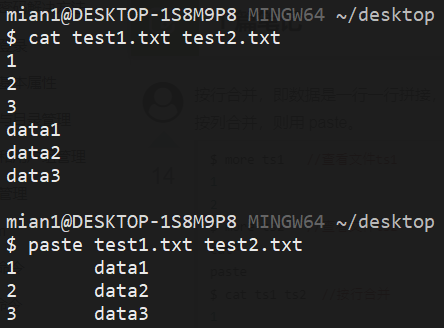 mian1@DESKTOP-1S8M9P8 MINGW64 ~/desktop
$ cat test1.txt test2.txt
1
2
3
data1
data2
data3
mian1@DESKTOP-1S8M9P8 MINGW64 ~/desktop
$ paste test1.txt test2.txt
1 data1
2 data2
3 data3